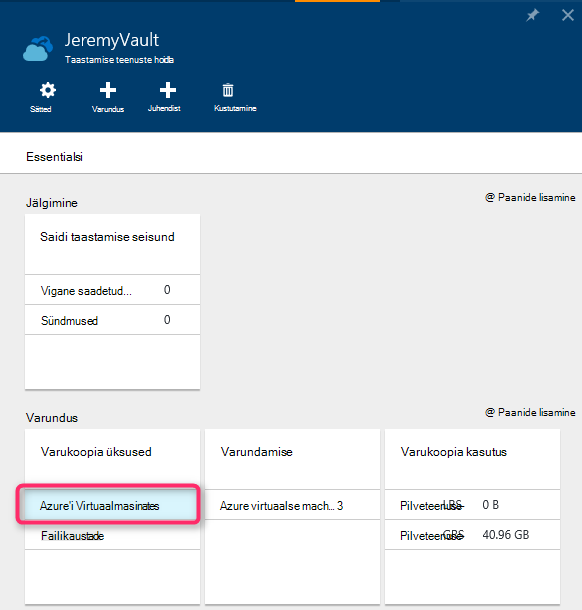 JeremyVault
Taastamise teenuste hoidla
Sätted
Varundus
Juhendist
Kustutamine
Essentialsi
Jälgimine
@ Paanide lisamine
Saidi taastamise seisund
Vigane saadetud... 0
Sündmused 0
Varundus
@ Paanide lisamine
Varukoopia üksused
Azure'i Virtuaalmasinates
Failikaustade
Varundamise
Azure virtuaalse mach... 3
Varukoopia kasutus
Pilveteenuse LRS 0 B
Pilveteenuse GRS 40.96 GB